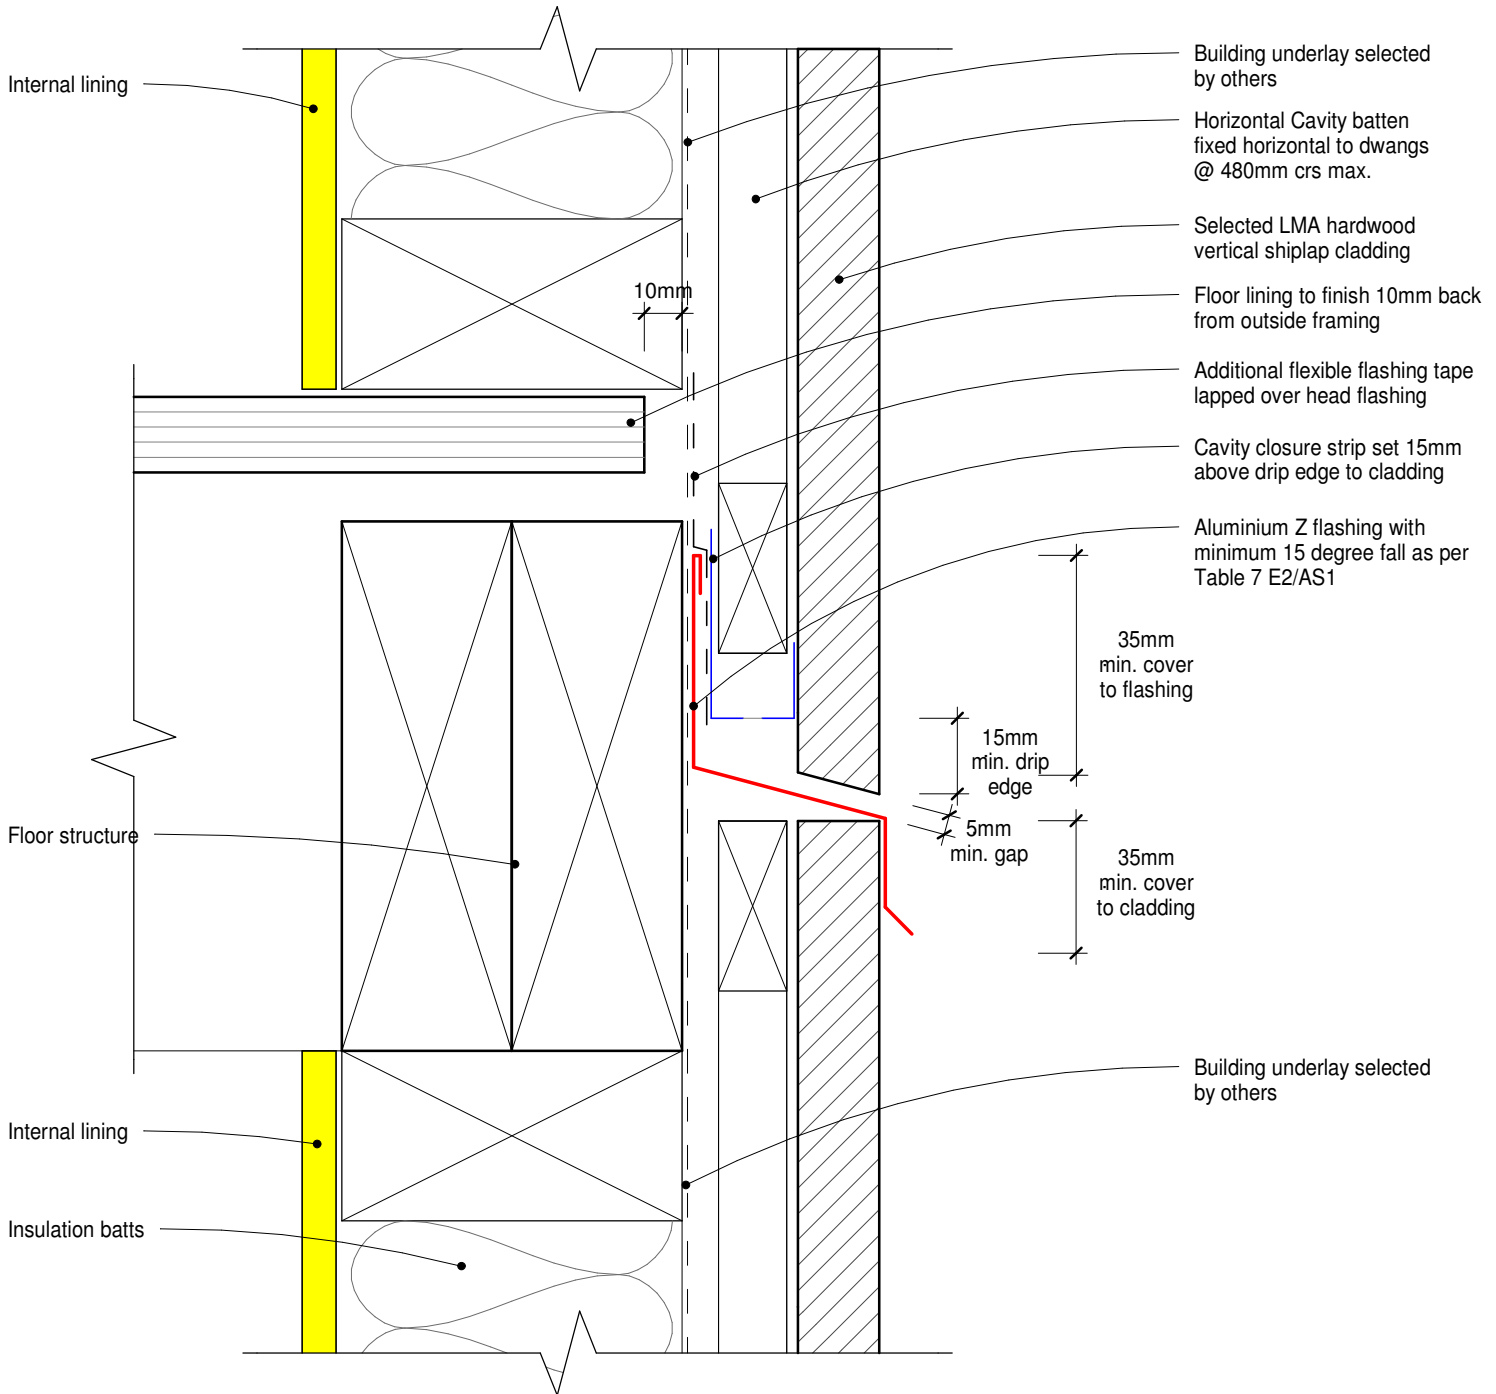 Internal lining
Building underlay selected
by others
Horizontal Cavity batten
fixed horizontal to dwangs
@ 480mm crs max.
Selected LMA hardwood
vertical shiplap cladding
10mm
Floor lining to finish 10mm back
from outside framing
Additional flexible flashing tape
lapped over head flashing
Cavity closure strip set 15mm
above drip edge to cladding
Aluminium Z flashing with
minimum 15 degree fall as per
Table 7 E2/AS1
35mm
min. cover
to flashing
15mm
min. drip
edge
5mm
min. gap
35mm
min. cover
to cladding
Floor structure
Building underlay selected
by others
Internal lining
Insulation batts